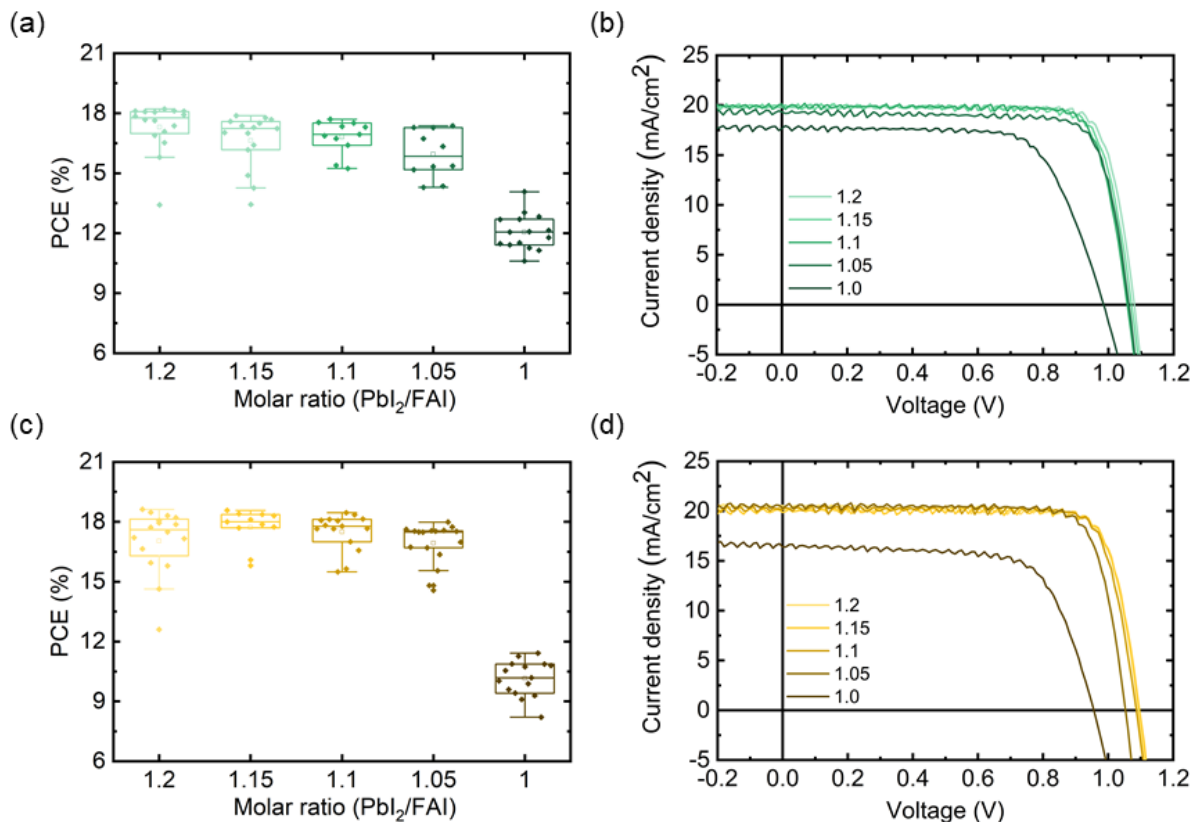 (a)
21
18
15
12
9
6
PCE (%)
1.2 1.15 1.1 1.05 1
Molar ratio (PbI₂/FAI)
(b)
25
20
15
10
5
0
-5
Current density (mA/cm²)
1.2
1.15
1.1
1.05
1.0
-0.2 0.0 0.2 0.4 0.6 0.8 1.0 1.2
Voltage (V)
(c)
21
18
15
12
9
6
PCE (%)
1.2 1.15 1.1 1.05 1
Molar ratio (PbI₂/FAI)
(d)
25
20
15
10
5
0
-5
Current density (mA/cm²)
1.2
1.15
1.1
1.05
1.0
-0.2 0.0 0.2 0.4 0.6 0.8 1.0 1.2
Voltage (V)